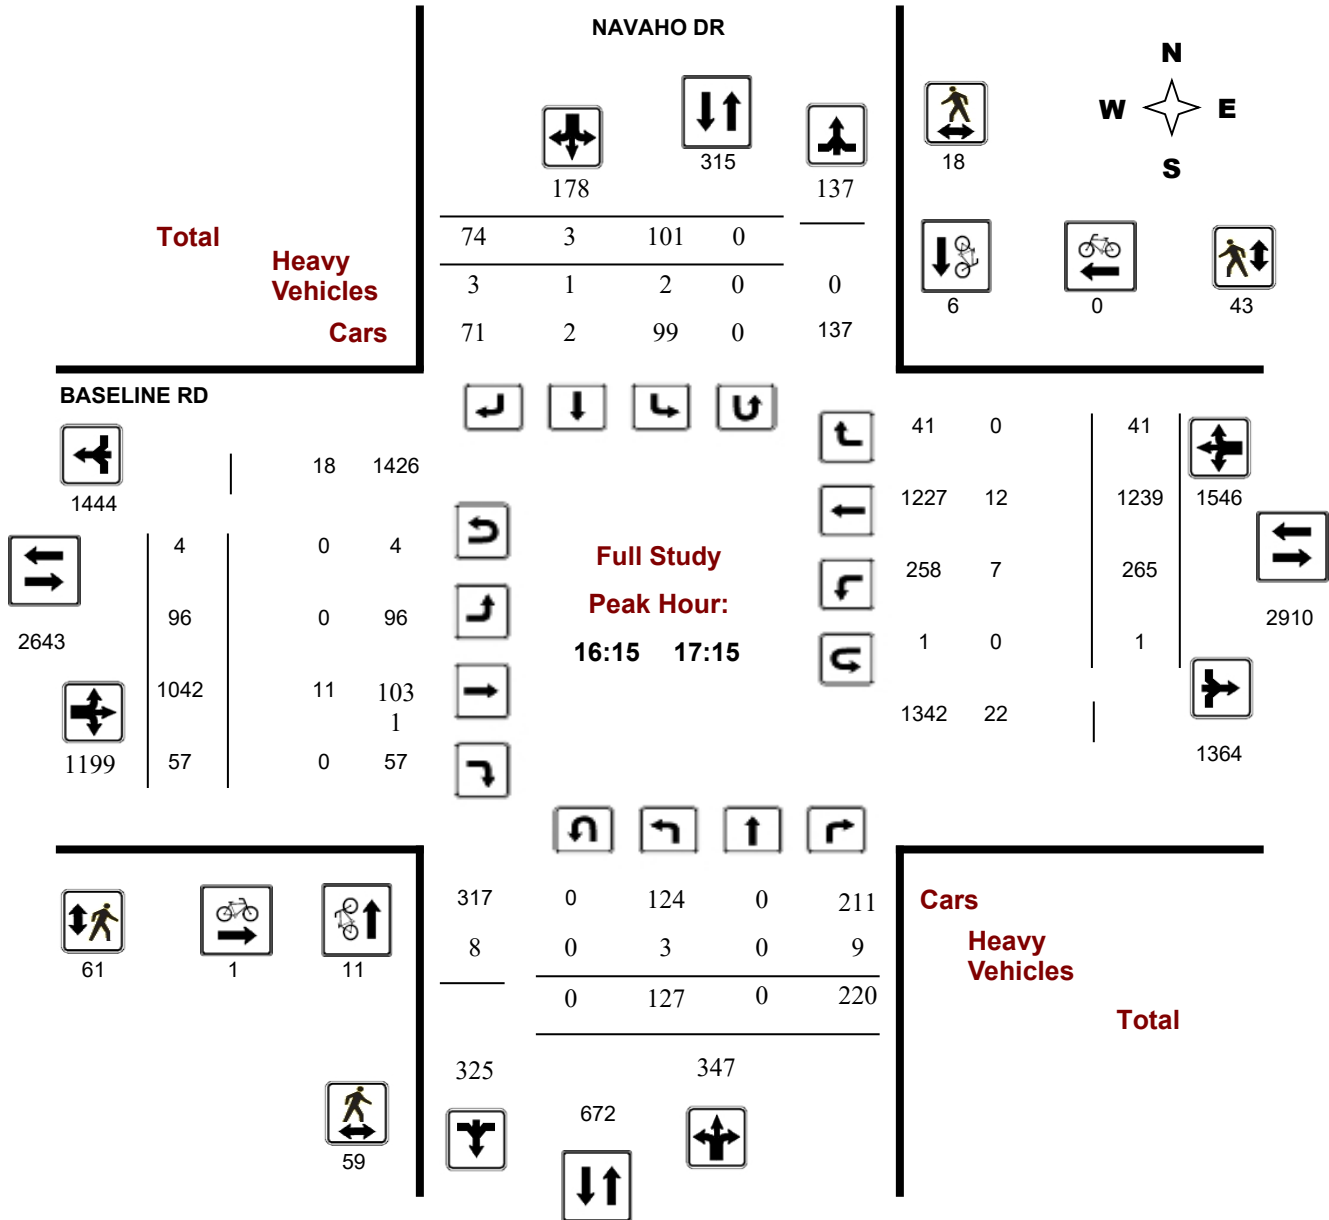 NAVAHO DR
N
W E
S
315
18
178
137
Total
74 3 101 0
Heavy
Vehicles
3 1 2 0 0
6 0 43
Cars
71 2 99 0 137
BASELINE RD
41 0 41
18 1426
1444
1227 12 1239 1546
4 0 4
Full Study
258 7 265
Peak Hour:
96 0 96
2643
16:15 17:15
1 0 1
2910
1042 11 103
1
1342 22
1199 57 0 57
1364
317 0 124 0 211
Cars
8 0 3 0 9
Heavy
Vehicles
61 1 11
0 127 0 220
Total
325 347
672
59